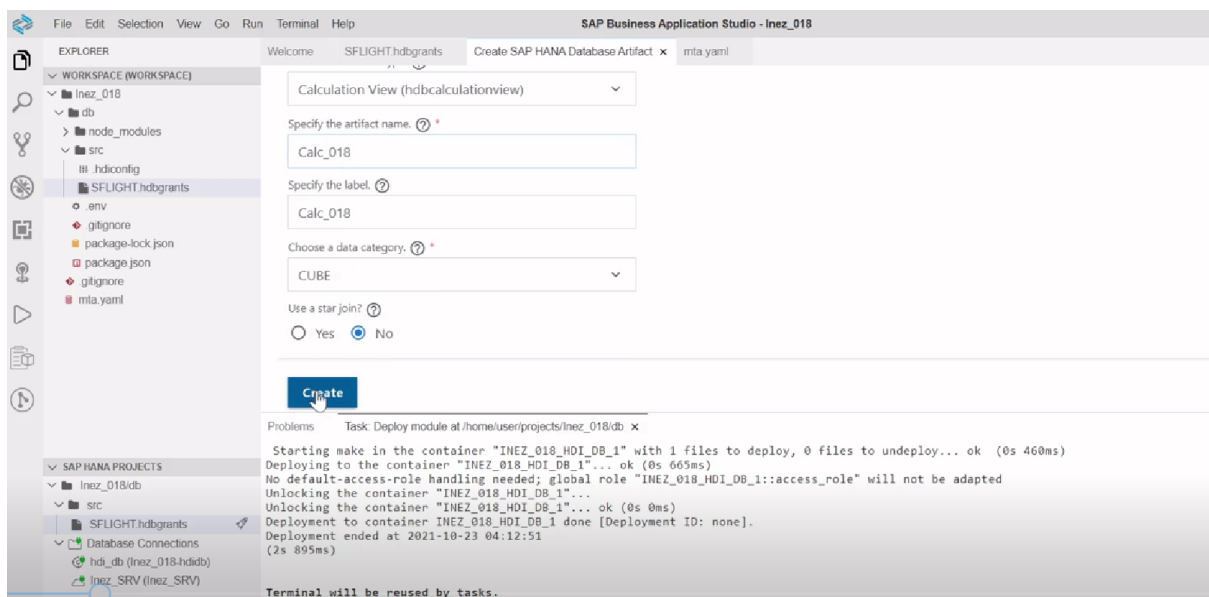 File Edit Selection View Go Run Terminal Help
SAP Business Application Studio - Inez_018
EXPLORER
WORKSPACE (WORKSPACE)
Inez_018
db
node_modules
src
.hdiconfig
SFLIGHT.hdbgrants
.env
.gitignore
package-lock.json
package.json
.gitignore
mta.yaml
SAP HANA PROJECTS
Inez_018/db
src
SFLIGHT.hdbgrants
Database Connections
hdi_db (Inez_018-hdidb)
Inez_SRV (Inez_SRV)
Welcome SFLIGHT.hdbgrants Create SAP HANA Database Artifact × mta.yaml
Calculation View (hdbcalculationview)
Specify the artifact name. ? *
Calc_018
Specify the label. ?
Calc_018
Choose a data category. ? *
CUBE
Use a star join? ?
Yes No
Create
Problems Task: Deploy module at /home/user/projects/Inez_018/db ×
Starting make in the container "INEZ_018_HDI_DB_1" with 1 files to deploy, 0 files to undeploy... ok (0s 460ms)
Deploying to the container "INEZ_018_HDI_DB_1"... ok (0s 665ms)
No default-access-role handling needed; global role "INEZ_018_HDI_DB_1::access_role" will not be adapted
Unlocking the container "INEZ_018_HDI_DB_1"...
Unlocking the container "INEZ_018_HDI_DB_1"... ok (0s 0ms)
Deployment to container INEZ_018_HDI_DB_1 done [Deployment ID: none].
Deployment ended at 2021-10-23 04:12:51
(2s 895ms)
Terminal will be reused by tasks.